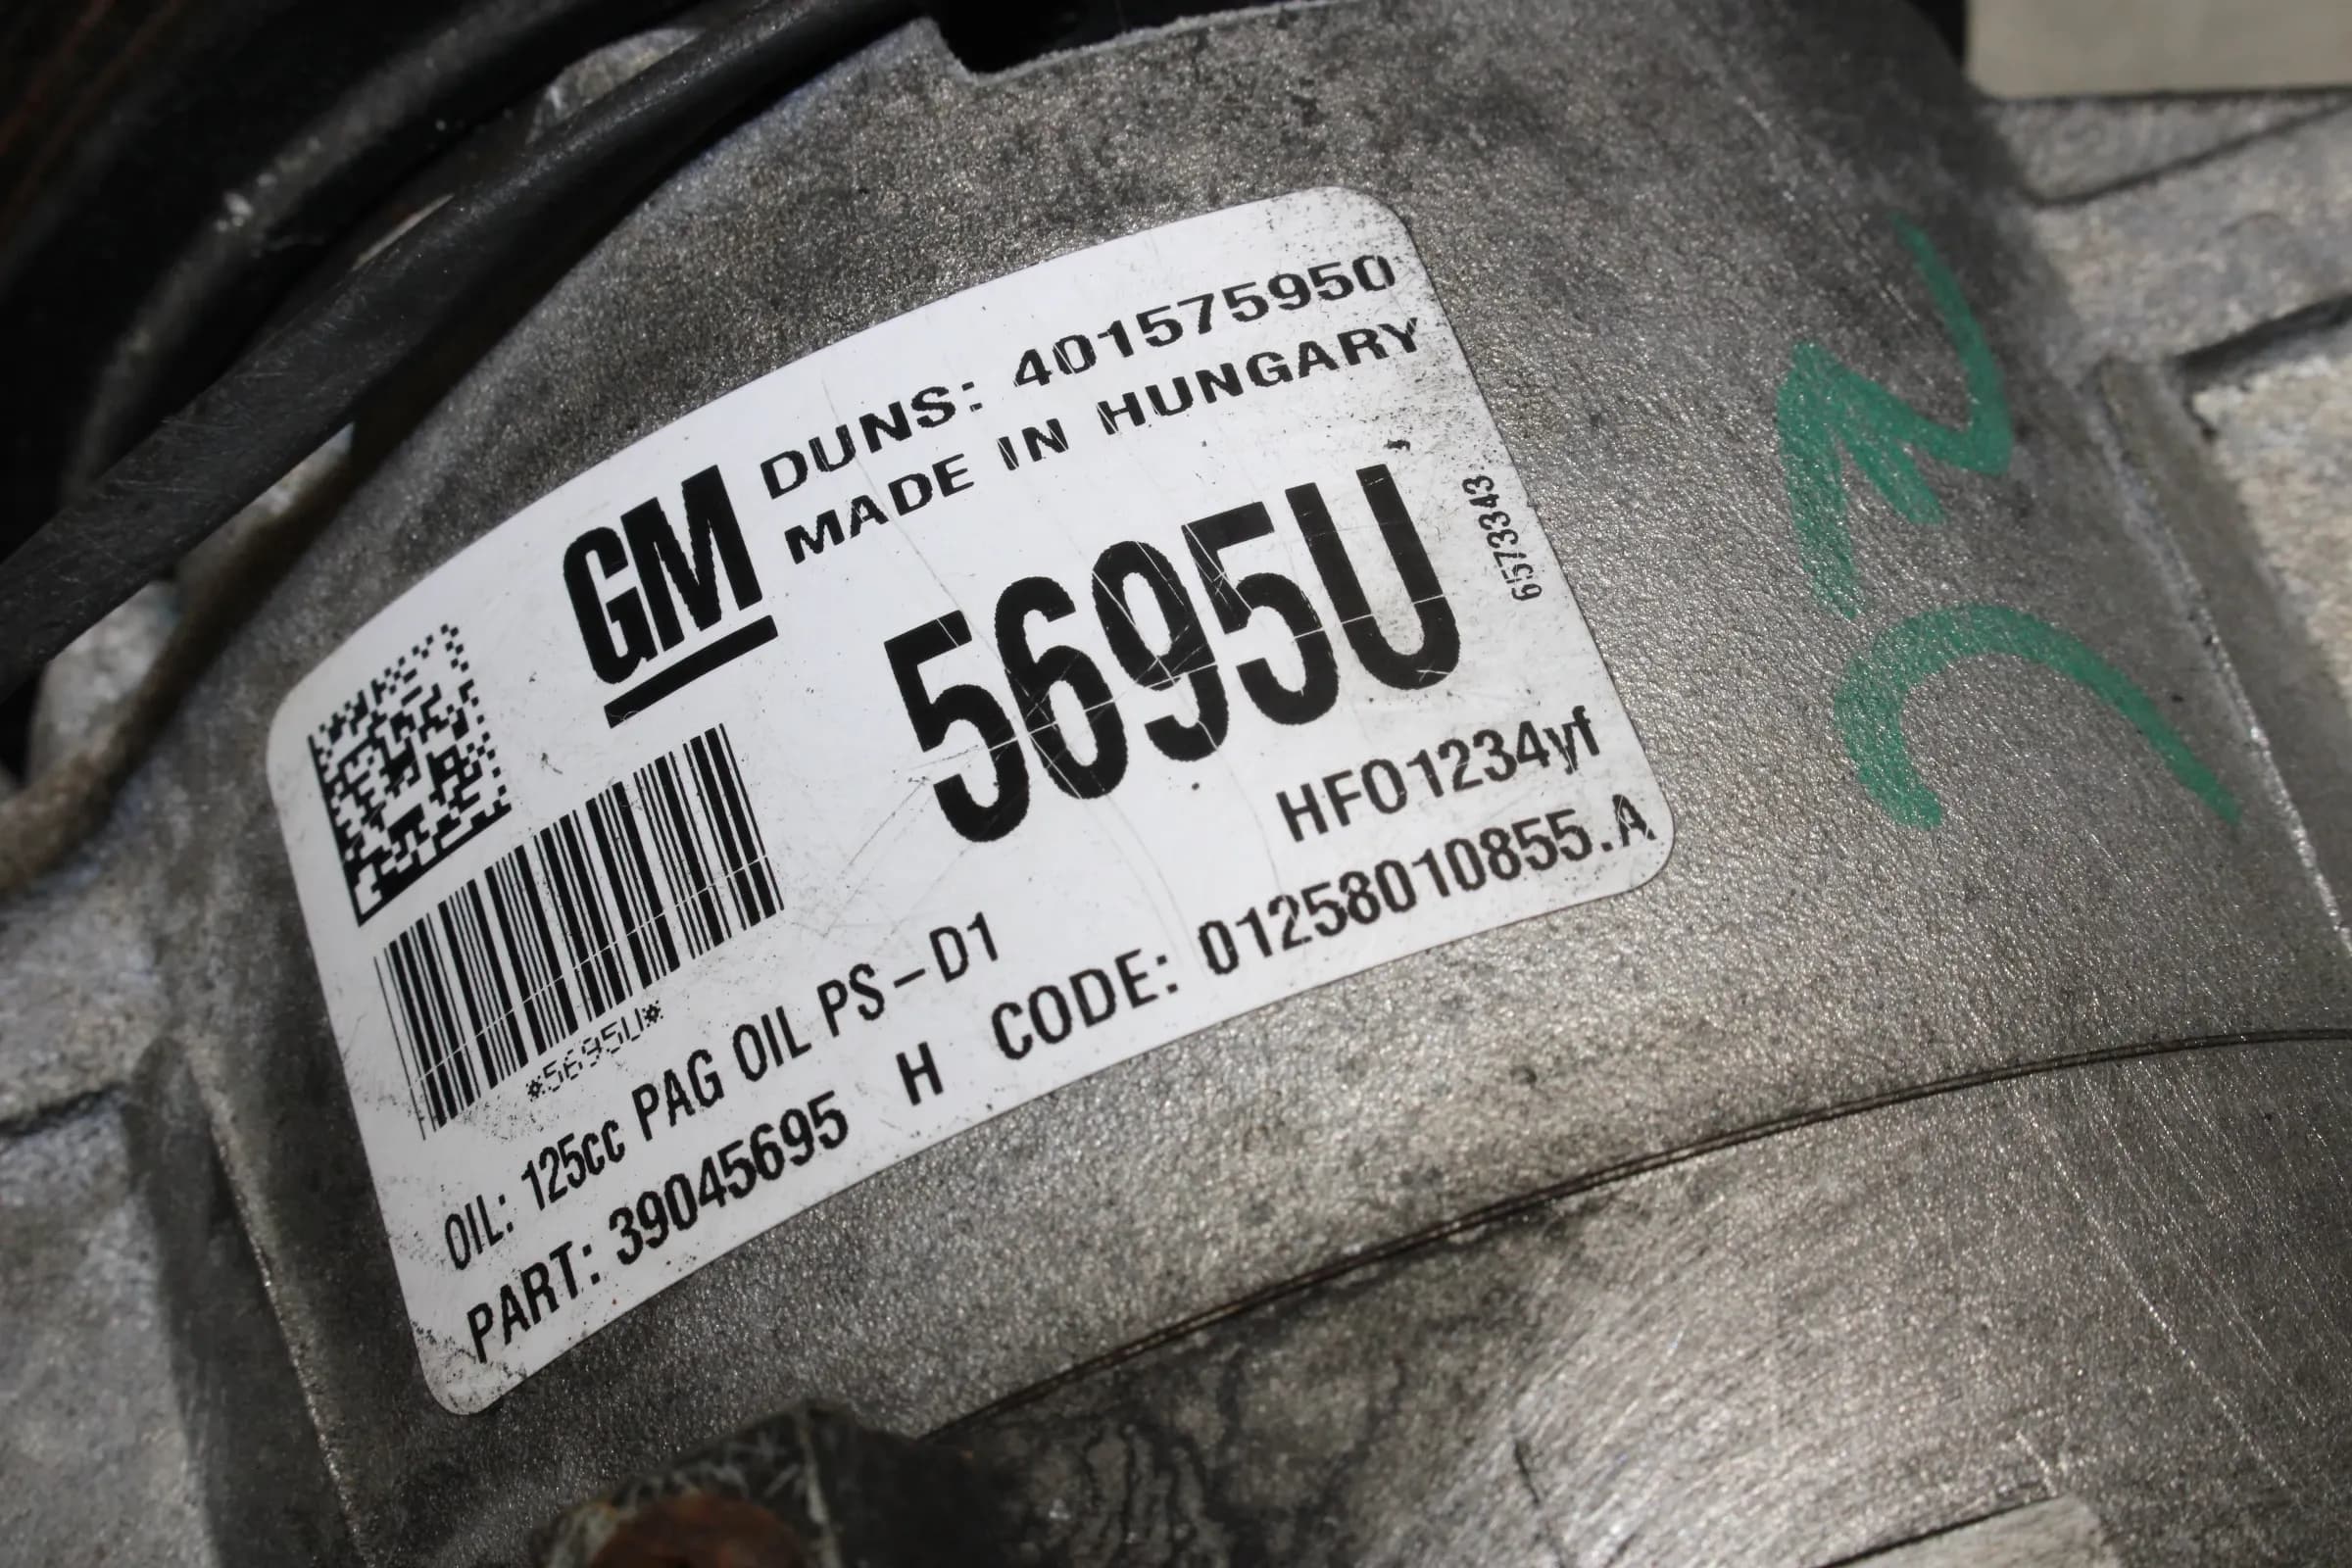 GM
DUNS: 401575950
MADE IN HUNGARY
5695U
65733343
HFO1234yf
*5695U*
OIL: 125cc PAG OIL PS-D1
PART: 39045695 H CODE: 01258010855.A